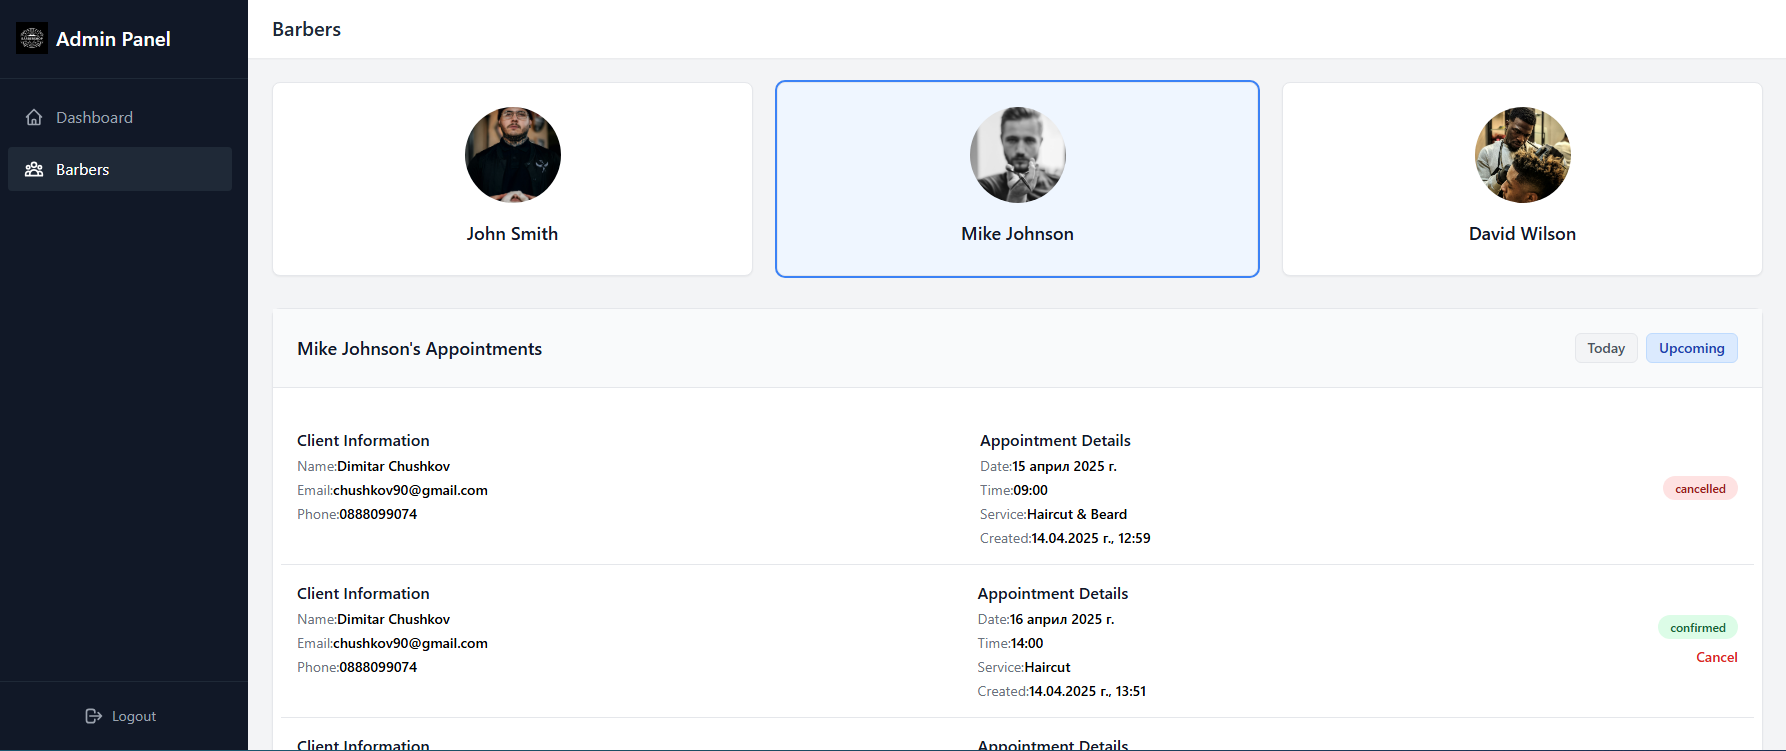 Admin Panel
Dashboard
Barbers
Logout
Barbers
John Smith
Mike Johnson
David Wilson
Mike Johnson's Appointments
Today
Upcoming
Client Information
Name:Dimitar Chushkov
Email:chushkov90@gmail.com
Phone:0888099074
Appointment Details
Date:15 април 2025 г.
Time:09:00
Service:Haircut & Beard
Created:14.04.2025 г., 12:59
cancelled
Client Information
Name:Dimitar Chushkov
Email:chushkov90@gmail.com
Phone:0888099074
Appointment Details
Date:16 април 2025 г.
Time:14:00
Service:Haircut
Created:14.04.2025 г., 13:51
confirmed
Cancel
Client Information
Appointment Details